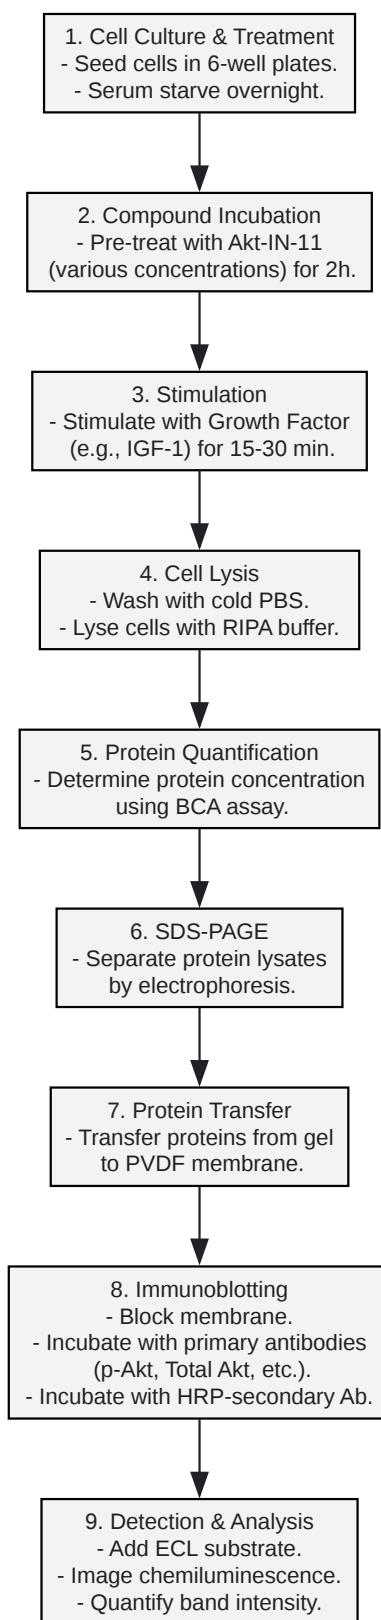 1. Cell Culture & Treatment
- Seed cells in 6-well plates.
- Serum starve overnight.
2. Compound Incubation
- Pre-treat with Akt-IN-11
(various concentrations) for 2h.
3. Stimulation
- Stimulate with Growth Factor
(e.g., IGF-1) for 15-30 min.
4. Cell Lysis
- Wash with cold PBS.
- Lyse cells with RIPA buffer.
5. Protein Quantification
- Determine protein concentration
using BCA assay.
6. SDS-PAGE
- Separate protein lysates
by electrophoresis.
7. Protein Transfer
- Transfer proteins from gel
to PVDF membrane.
8. Immunoblotting
- Block membrane.
- Incubate with primary antibodies
(p-Akt, Total Akt, etc.).
- Incubate with HRP-secondary Ab.
9. Detection & Analysis
- Add ECL substrate.
- Image chemiluminescence.
- Quantify band intensity.